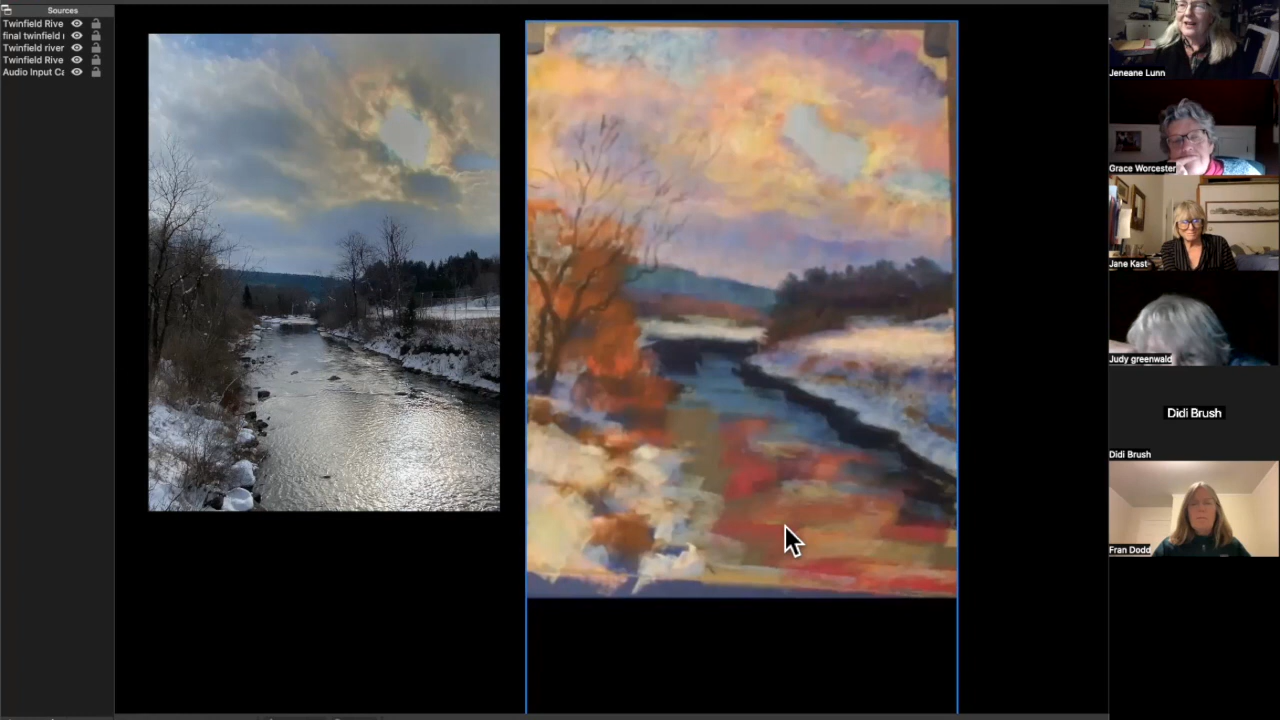 Sources
Twinfield Rive
final twinfield
Twinfield river
Twinfield Rive
Audio Input Ca
Jeneane Lunn
Grace Worcester
Jane Kast
Judy greenwald
Didi Brush
Didi Brush
Fran Dodd